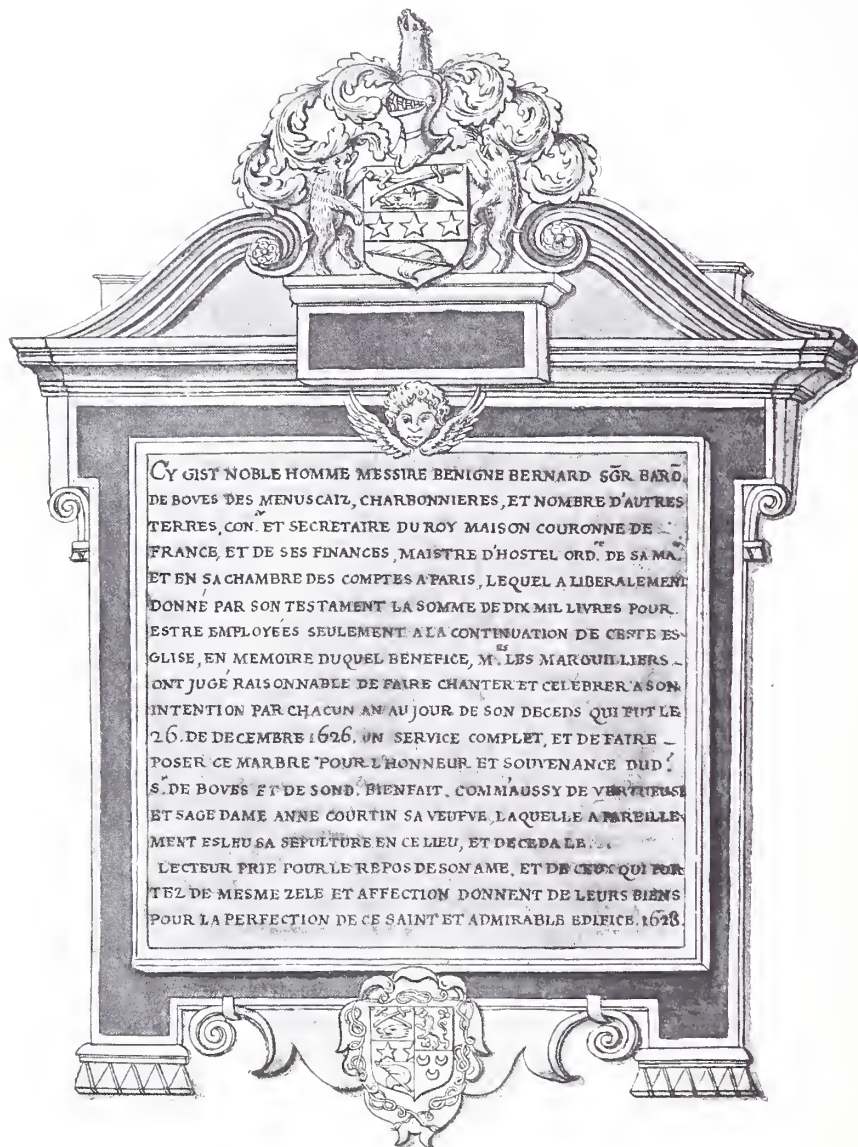 CY GIST NOBLE HOMME MESSIRE BENIGNE BERNARD SGR. BARŌ.
DE BOVES DES MENUSCAIZ, CHARBONNIERES, ET NOMBRE D'AUTRES
TERRES, CON.ᴿ ET SECRETAIRE DU ROY MAISON COURONNE DE
FRANCE, ET DE SES FINANCES, MAISTRE D'HOSTEL ORD.ʳᵉ DE SA MA.ᵗᵉ
ET EN SA CHAMBRE DES COMPTES A PARIS, LEQUEL A LIBERALEMENT
DONNÉ PAR SON TESTAMENT LA SOMME DE DIX MIL LIVRES POUR
ESTRE EMPLOYÉES SEULEMENT A LA CONTINUATION DE CESTE ES-
GLISE, EN MEMOIRE DUQUEL BENEFICE, M.ᵉˢ LES MAROUILLIERS
ONT JUGÉ RAISONNABLE DE FAIRE CHANTER ET CELÉBRER A SON
INTENTION PAR CHACUN AN AU JOUR DE SON DECEDS QUI FUT LE
26. DE DECEMBRE 1626. UN SERVICE COMPLET, ET DE FAIRE
POSER CE MARBRE POUR L'HONNEUR ET SOUVENANCE DUD.ᵗ
S.ʳ DE BOVES ET DE SOND. BIENFAIT. COMM'AUSSY DE VERTUEUSE
ET SAGE DAME ANNE COURTIN SA VEUFVE, LAQUELLE A PAREILLE-
MENT ESLEU SA SEPULTURE EN CE LIEU, ET DECEDA LE
LECTEUR PRIE POUR LE REPOS DE SON AME, ET DE CEUX QUI POR
TEZ DE MESME ZELE ET AFFECTION DONNENT DE LEURS BIENS
POUR LA PERFECTION DE CE SAINT ET ADMIRABLE EDIFICE. 1628.